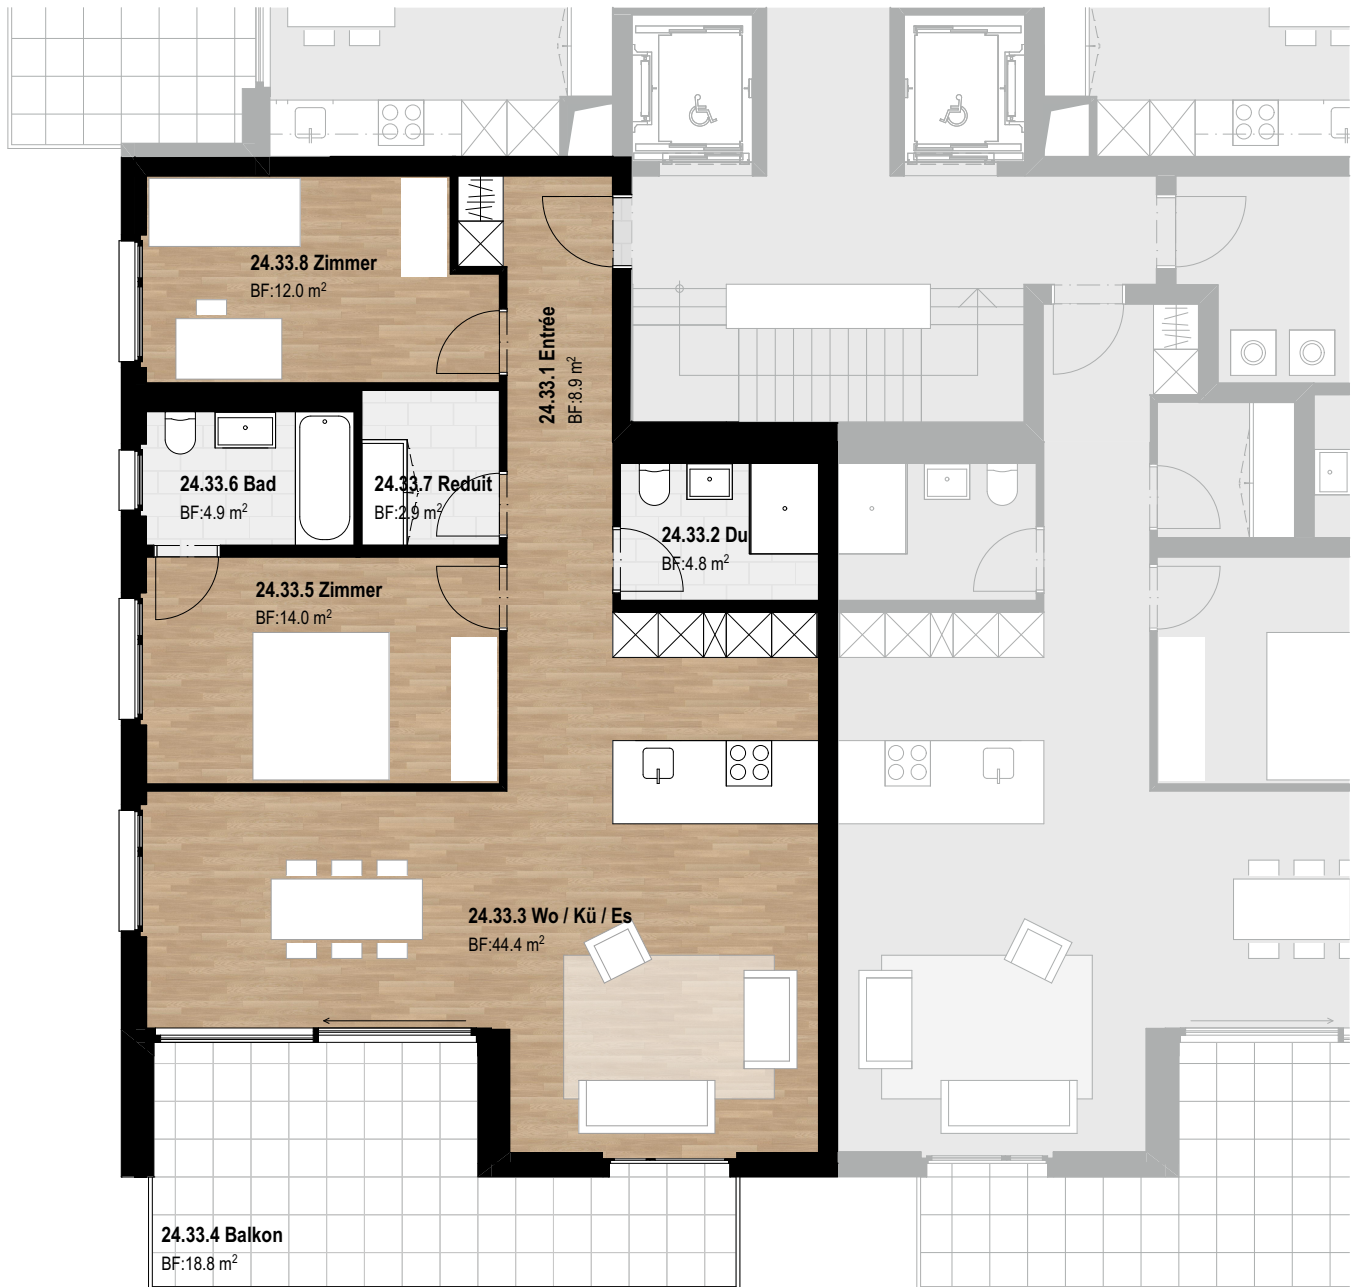 24.33.8 Zimmer
BF:12.0 m²
24.33.1 Entrée
BF:8.9 m²
24.33.6 Bad
BF:4.9 m²
24.33.7 Reduit
BF:2.9 m²
24.33.2 Du
BF:4.8 m²
24.33.5 Zimmer
BF:14.0 m²
24.33.3 Wo / Kü / Es
BF:44.4 m²
24.33.4 Balkon
BF:18.8 m²